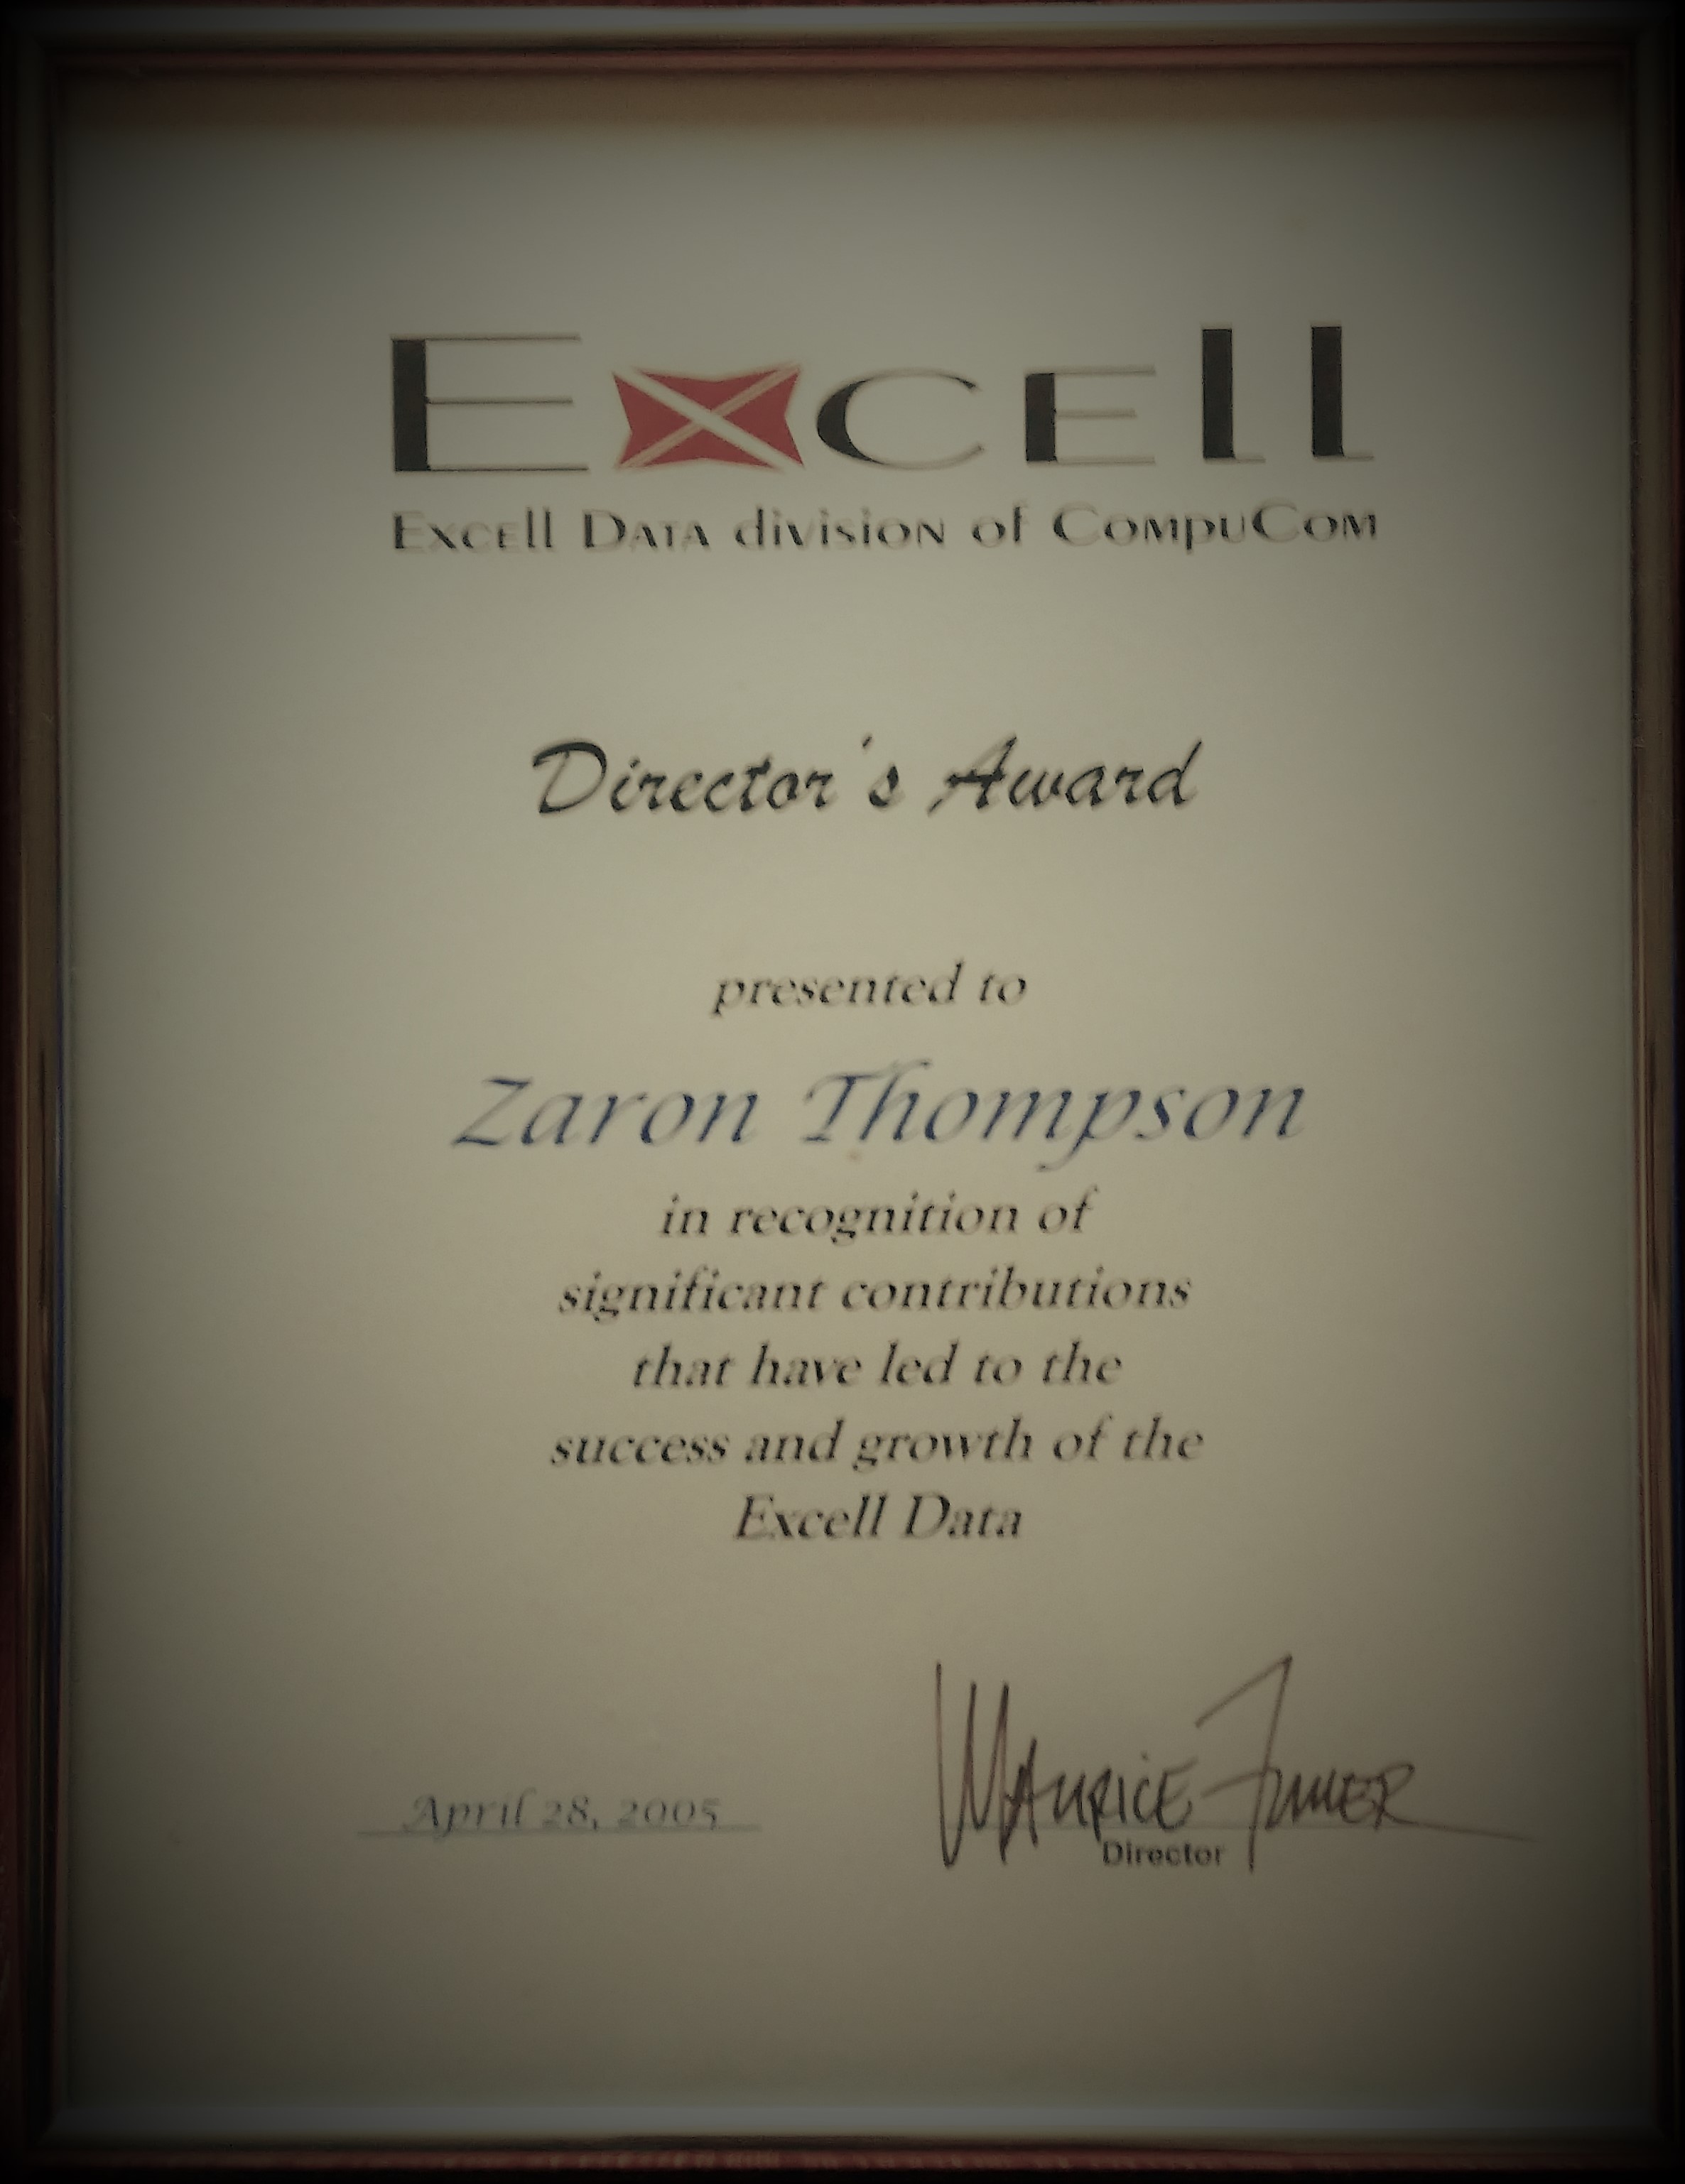 EXCELL
EXCELL DATA division of COMPUCOM
Director's Award
presented to
Zaron Thompson
in recognition of
significant contributions
that have led to the
success and growth of the
Excell Data
April 28, 2005
MAURICE
Director